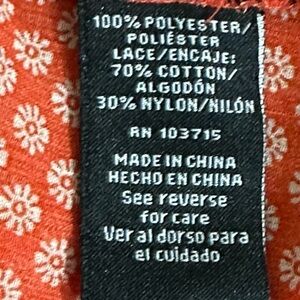 100% POLYESTER/
POLIÉSTER
LACE/ENCAJE:
70% COTTON/
ALGODÓN
30% NYLON/NILÓN
RN 103715
MADE IN CHINA
HECHO EN CHINA
See reverse
for care
Ver al dorso para
el cuidado